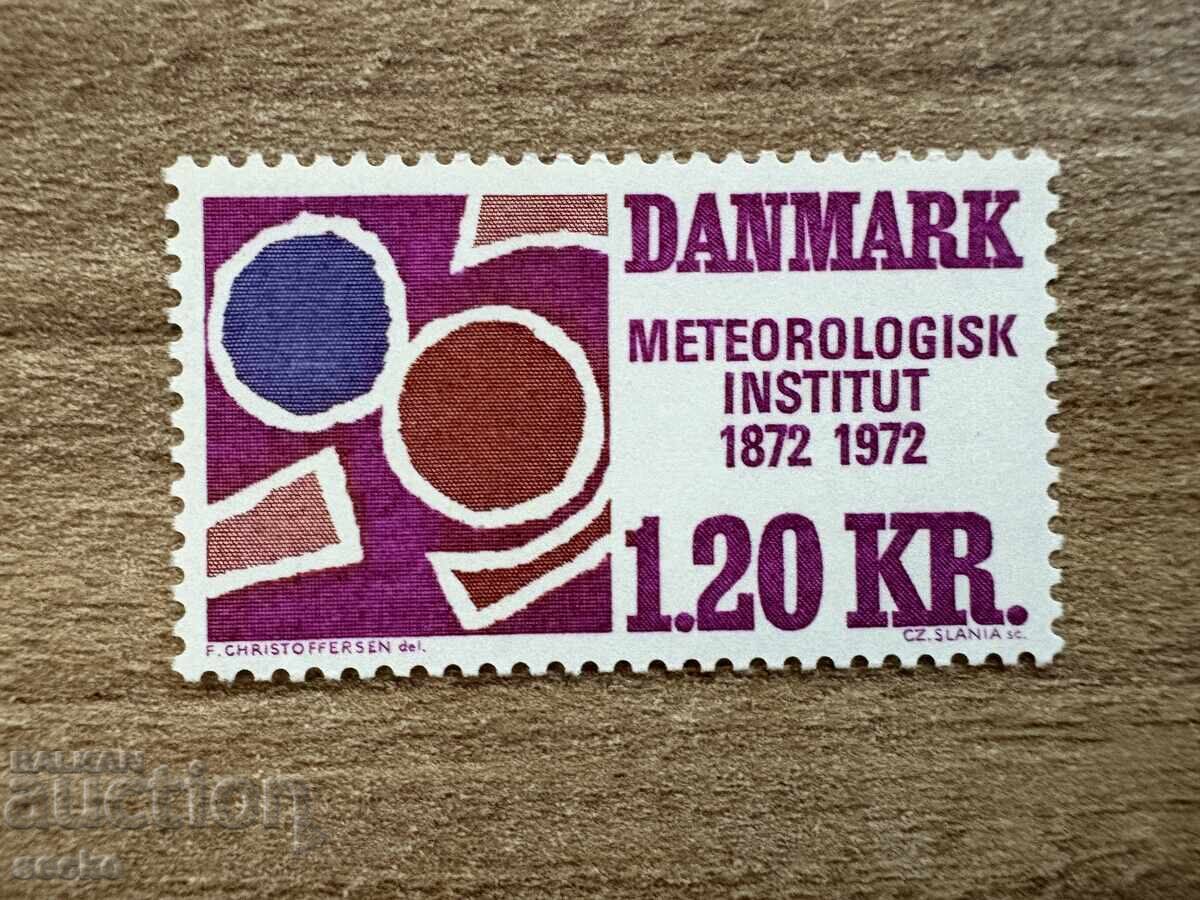 DANMARK
METEOROLOGISK
INSTITUT
1872 1972
1.20 KR.
F. CHRISTOFFERSEN del.
CZ. SLANIA sc.
BALKAN
auction
secko